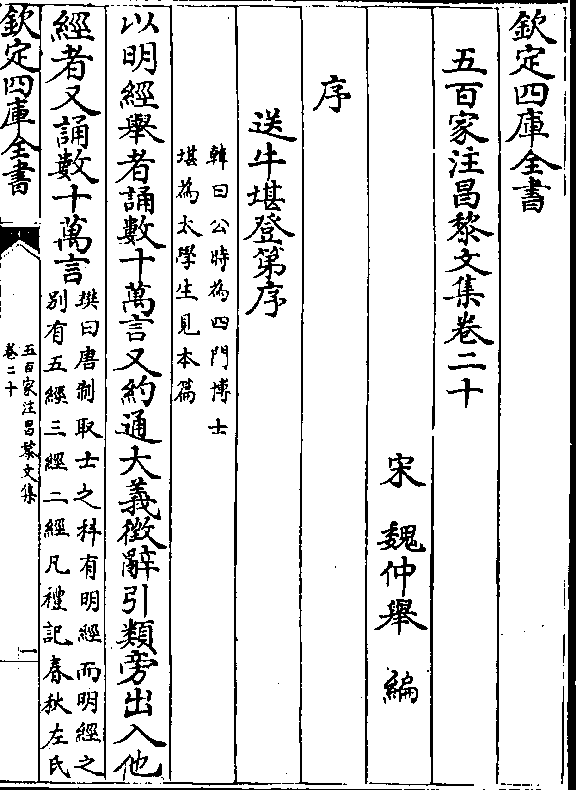 欽定四庫全書
五百家注昌黎文集卷二十
宋 魏仲舉 編
序
送牛堪登第序
韓曰公時為四門博士
堪為太學生見本篇
以明經舉者誦數十萬言又約通大義徵辭引類旁出入他
經者又誦數十萬言
樊曰唐制取士之科有明經而明經之
別有五經三經二經凡禮記春秋左氏
欽定四庫全書
五百家注昌黎文集
卷二十
一